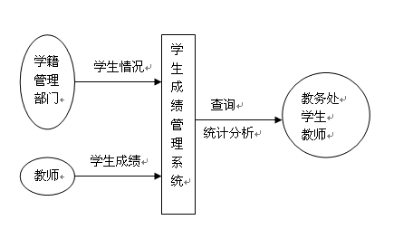 学籍
管理
部门
学生情况
教师
学生成绩
学
生
成
绩
管
理
系
统
查询
统计分析
教务处
学生
教师